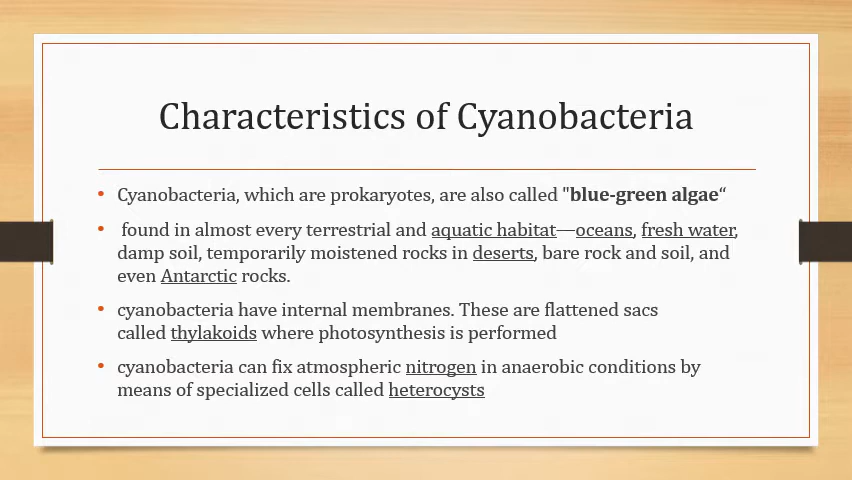 Characteristics of Cyanobacteria
• Cyanobacteria, which are prokaryotes, are also called "blue-green algae“
• found in almost every terrestrial and aquatic habitat—oceans, fresh water,
damp soil, temporarily moistened rocks in deserts, bare rock and soil, and
even Antarctic rocks.
• cyanobacteria have internal membranes. These are flattened sacs
called thylakoids where photosynthesis is performed
• cyanobacteria can fix atmospheric nitrogen in anaerobic conditions by
means of specialized cells called heterocysts